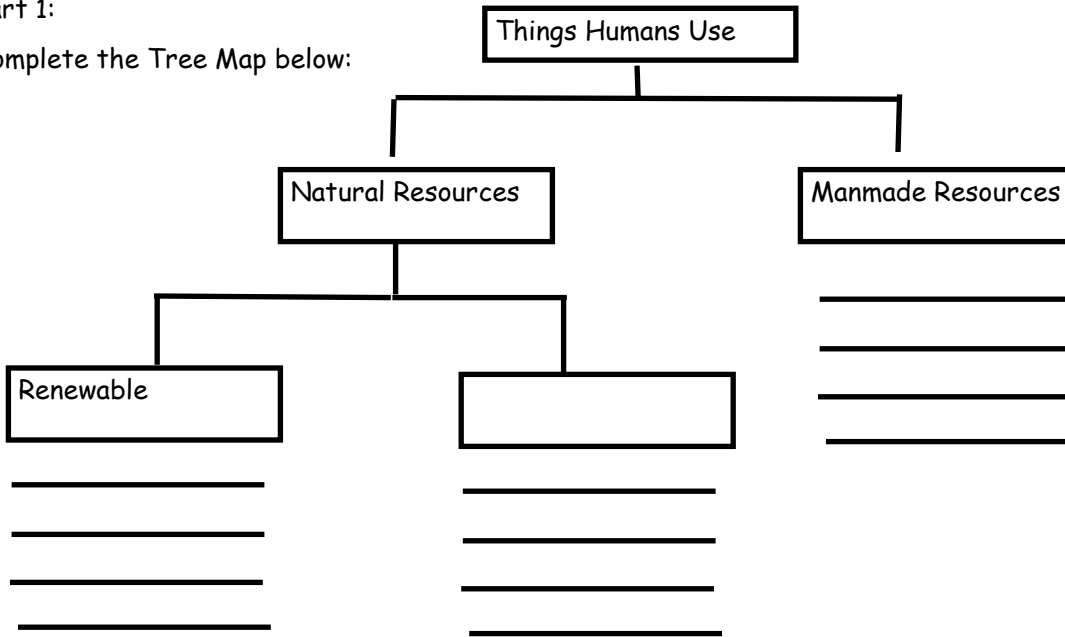 art 1:
Things Humans Use
omplete the Tree Map below:
Natural Resources
Manmade Resources
Renewable